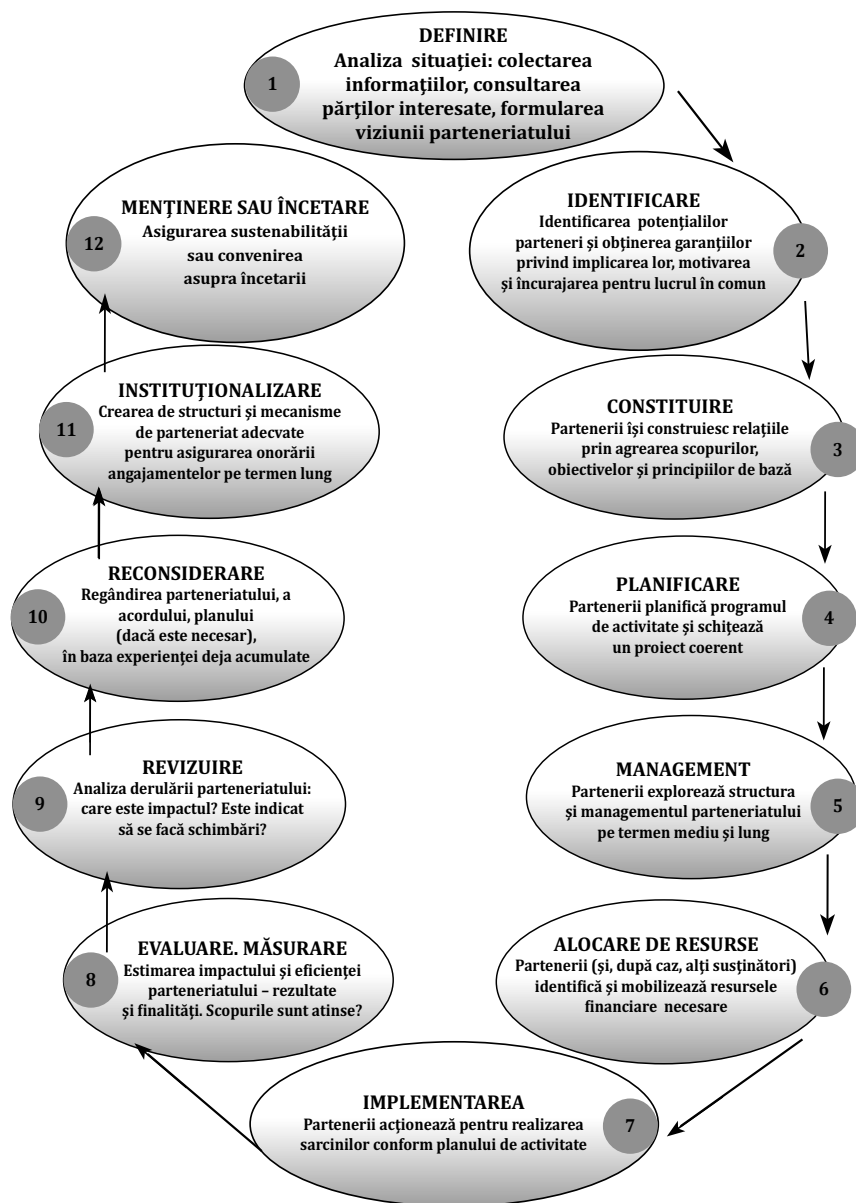 DEFINIRE
Analiza situației: colectarea
informațiilor, consultarea
părților interesate, formularea
viziunii parteneriatului
1
IDENTIFICARE
Identificarea potențialilor
parteneri și obținerea garanțiilor
privind implicarea lor, motivarea
și încurajarea pentru lucrul în comun
2
CONSTITUIRE
Partenerii își construiesc relațiile
prin agrearea scopurilor,
obiectivelor și principiilor de bază
3
PLANIFICARE
Partenerii planifică programul
de activitate și schițează
un proiect coerent
4
MANAGEMENT
Partenerii explorează structura
și managementul parteneriatului
pe termen mediu și lung
5
ALOCARE DE RESURSE
Partenerii (și, după caz, alți susținători)
identifică și mobilizează resursele
financiare necesare
6
IMPLEMENTAREA
Partenerii acționează pentru realizarea
sarcinilor conform planului de activitate
7
EVALUARE. MĂSURARE
Estimarea impactului și eficienței
parteneriatului – rezultate
și finalități. Scopurile sunt atinse?
8
REVIZUIRE
Analiza derulării parteneriatului:
care este impactul? Este indicat
să se facă schimbări?
9
RECONSIDERARE
Regândirea parteneriatului, a
acordului, planului
(dacă este necesar),
în baza experienței deja acumulate
10
INSTITUȚIONALIZARE
Crearea de structuri și mecanisme
de parteneriat adecvate
pentru asigurarea onorării
angajamentelor pe termen lung
11
MENȚINERE SAU ÎNCETARE
Asigurarea sustenabilității
sau convenirea
asupra încetarii
12